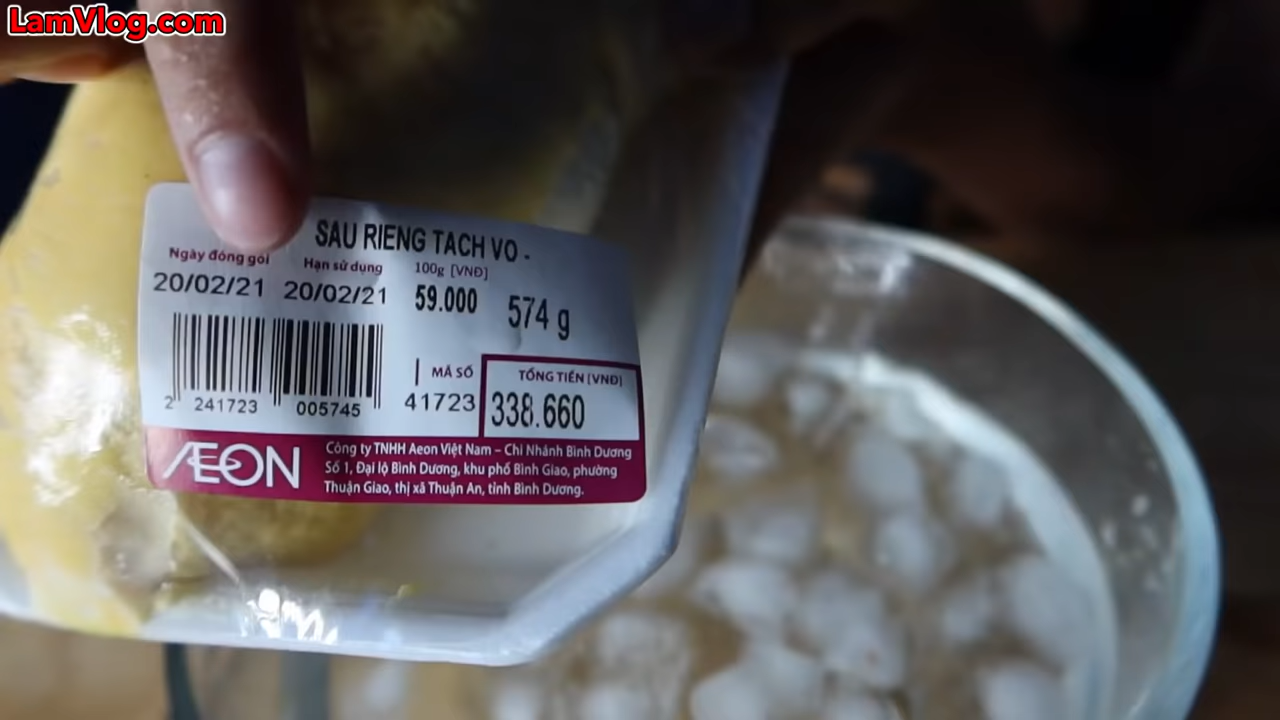 LamVlog.com
SAU RIENG TACH VO -
Ngày đóng gói Hạn sử dụng 100g [VNĐ]
20/02/21 20/02/21 59.000 574 g
MÃ SỐ TỔNG TIỀN [VNĐ]
2 241723 005745 41723 338.660
ÆON
Công ty TNHH Aeon Việt Nam – Chi Nhánh Bình Dương
Số 1, Đại lộ Bình Dương, khu phố Bình Giao, phường
Thuận Giao, thị xã Thuận An, tỉnh Bình Dương.